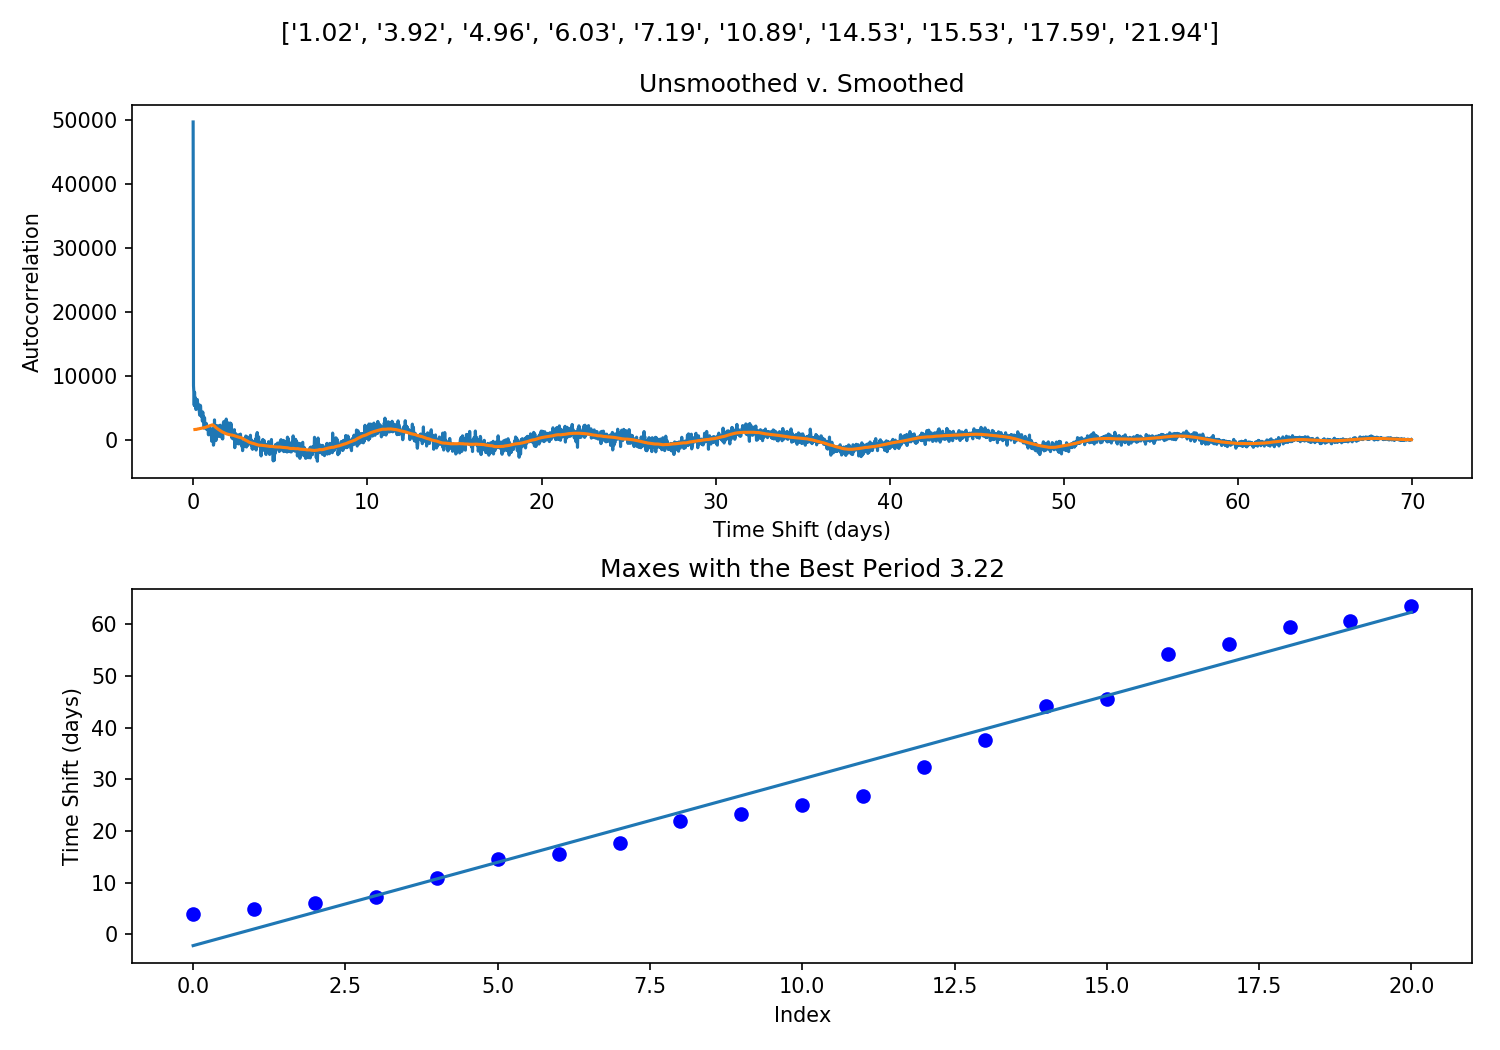 ['1.02', '3.92', '4.96', '6.03', '7.19', '10.89', '14.53', '15.53', '17.59', '21.94']
Unsmoothed v. Smoothed
50000
40000
30000
20000
10000
0
Autocorrelation
0 10 20 30 40 50 60 70
Time Shift (days)
Maxes with the Best Period 3.22
60
50
40
30
20
10
0
Time Shift (days)
0.0 2.5 5.0 7.5 10.0 12.5 15.0 17.5 20.0
Index